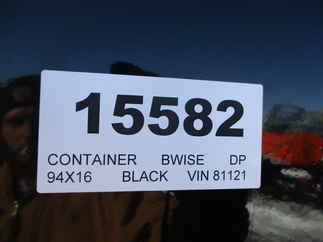 15582
CONTAINER BWISE DP
94X16 BLACK VIN 81121